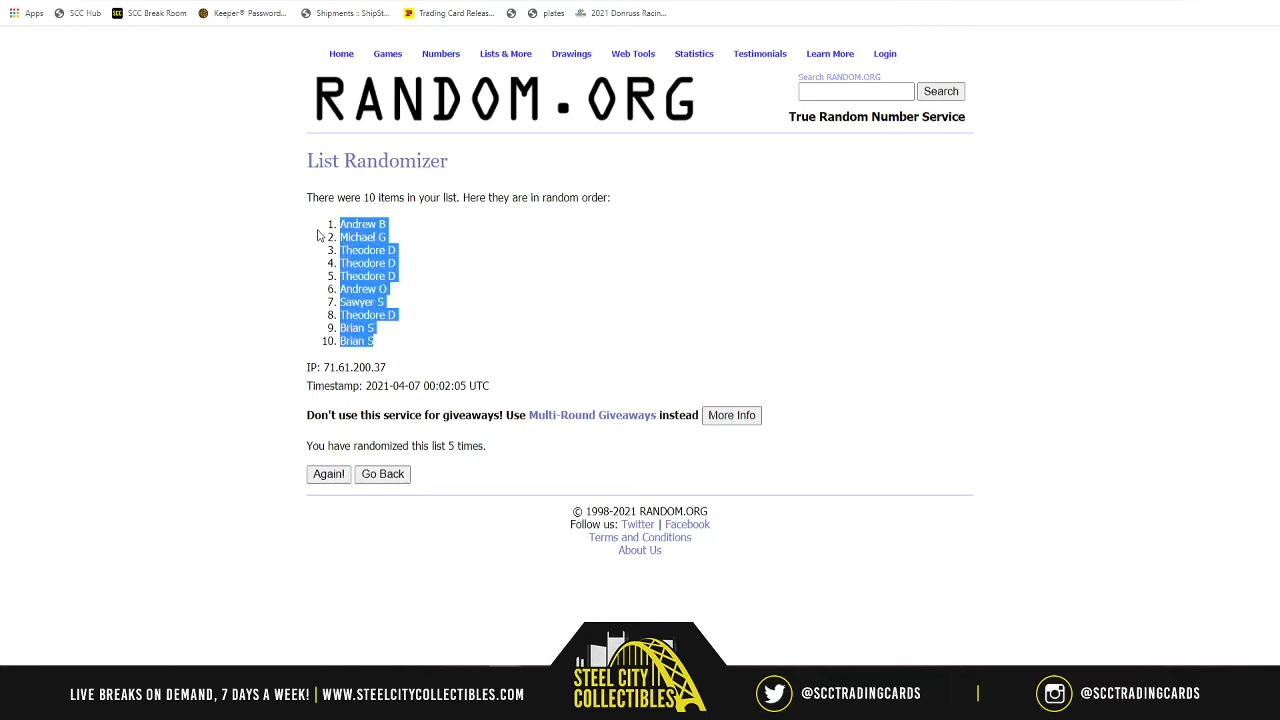 Apps SCC Hub SCC Break Room Keeper® Password... Shipments :: ShipSt... Trading Card Releas... plates 2021 Donruss Racin...
Home Games Numbers Lists & More Drawings Web Tools Statistics Testimonials Learn More Login
RANDOM.ORG
Search RANDOM.ORG
Search
True Random Number Service
List Randomizer
There were 10 items in your list. Here they are in random order:
1. Andrew B
2. Michael G
3. Theodore D
4. Theodore D
5. Theodore D
6. Andrew O
7. Sawyer S
8. Theodore D
9. Brian S
10. Brian S
IP: 71.61.200.37
Timestamp: 2021-04-07 00:02:05 UTC
Don't use this service for giveaways! Use Multi-Round Giveaways instead More Info
You have randomized this list 5 times.
Again! Go Back
© 1998-2021 RANDOM.ORG
Follow us: Twitter | Facebook
Terms and Conditions
About Us
LIVE BREAKS ON DEMAND, 7 DAYS A WEEK! | WWW.STEELCITYCOLLECTIBLES.COM
STEEL CITY
COLLECTIBLES
@SCCTRADINGCARDS | @SCCTRADINGCARDS